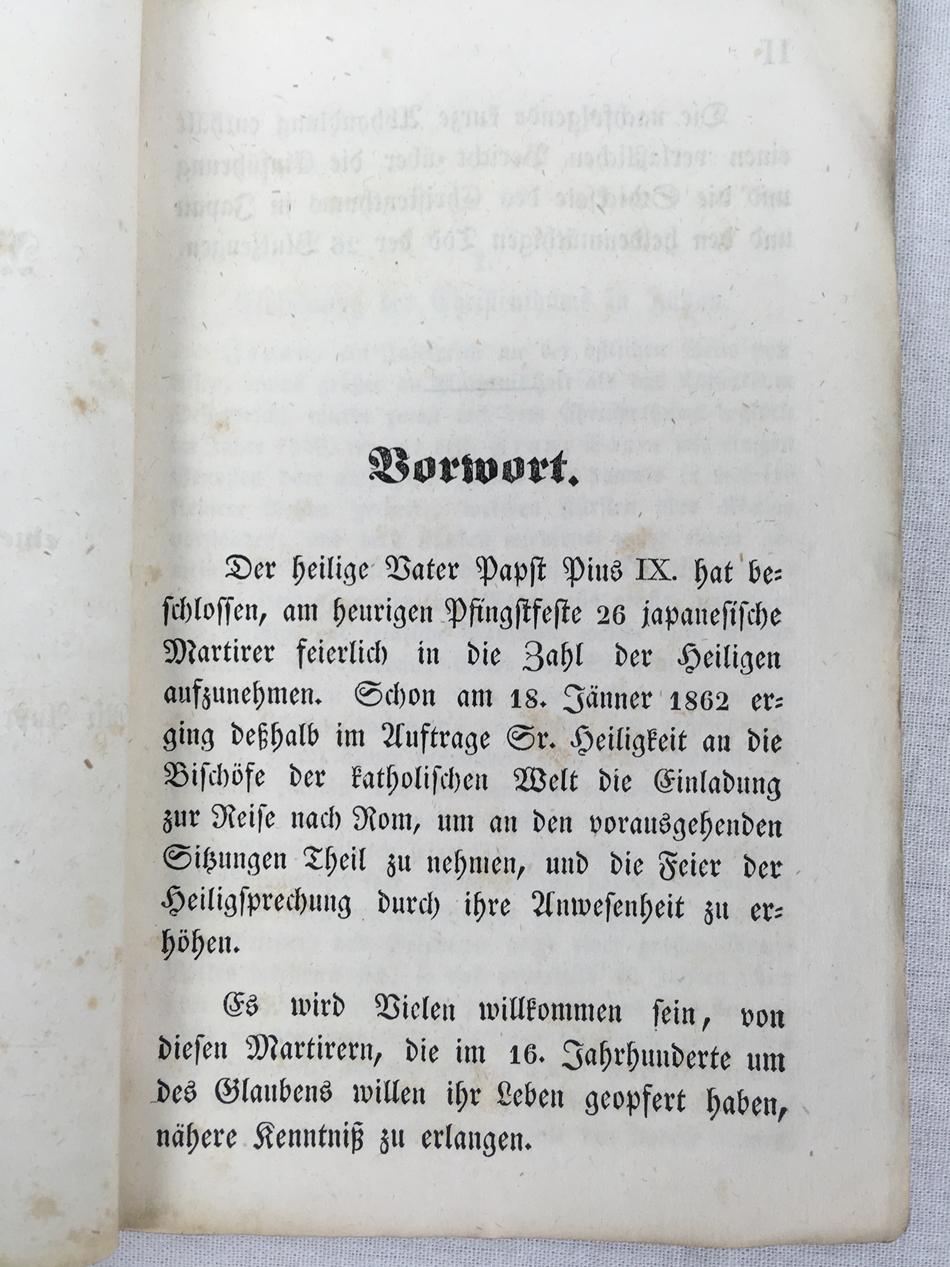 Vorwort.
Der heilige Vater Papst Pius IX. hat be-
schlossen, am heurigen Pfingstfeste 26 japanesische
Martirer feierlich in die Zahl der Heiligen
aufzunehmen. Schon am 18. Jänner 1862 er-
ging deßhalb im Auftrage Sr. Heiligkeit an die
Bischöfe der katholischen Welt die Einladung
zur Reise nach Rom, um an den vorausgehenden
Sitzungen Theil zu nehmen, und die Feier der
Heiligsprechung durch ihre Anwesenheit zu er-
höhen.
Es wird Vielen willkommen sein, von
diesen Martirern, die im 16. Jahrhunderte um
des Glaubens willen ihr Leben geopfert haben,
nähere Kenntniß zu erlangen.